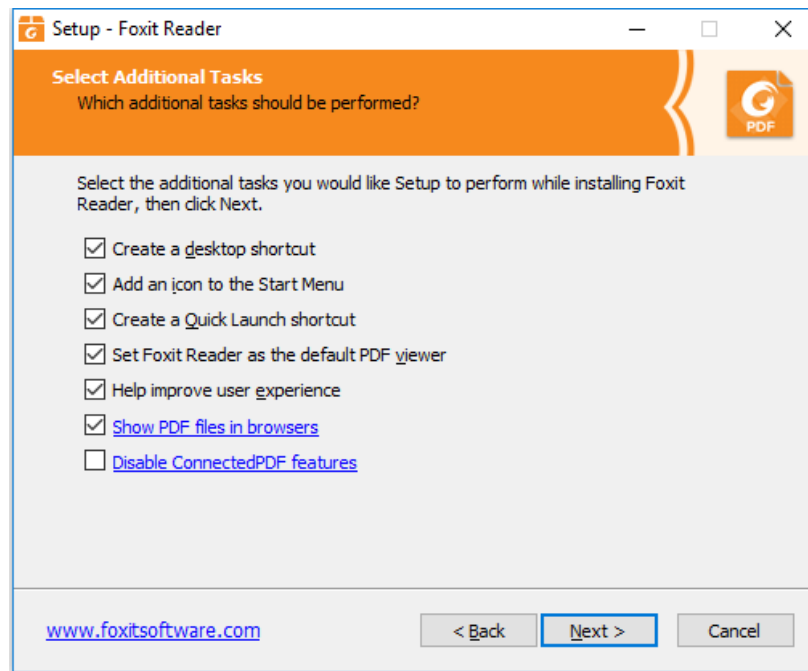 Setup - Foxit Reader
Select Additional Tasks
Which additional tasks should be performed?
PDF
Select the additional tasks you would like Setup to perform while installing Foxit
Reader, then click Next.
Create a desktop shortcut
Add an icon to the Start Menu
Create a Quick Launch shortcut
Set Foxit Reader as the default PDF viewer
Help improve user experience
Show PDF files in browsers
Disable ConnectedPDF features
www.foxitsoftware.com
< Back
Next >
Cancel